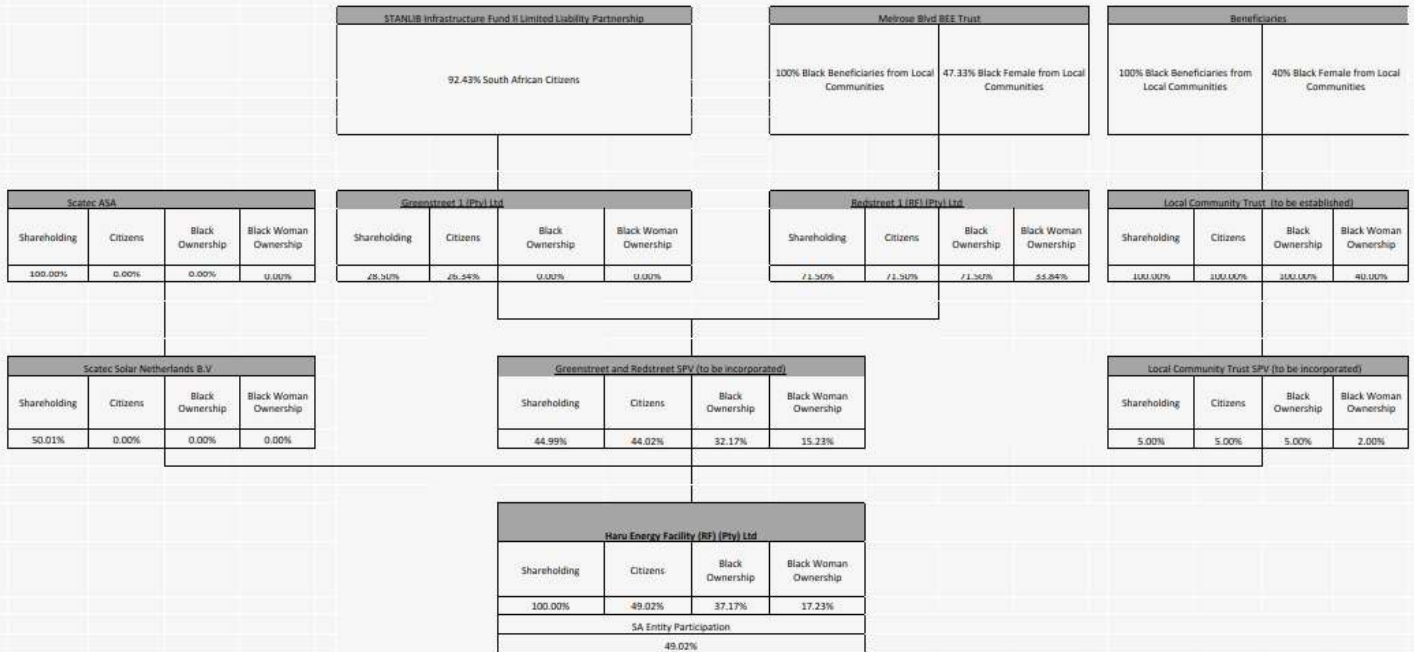 STANLIB Infrastructure Fund II Limited Liability Partnership
92.43% South African Citizens
Melrose Blvd BEE Trust
100% Black Beneficiaries from Local
Communities
47.33% Black Female from Local
Communities
Beneficiaries
100% Black Beneficiaries from
Local Communities
40% Black Female from Local
Communities
Scatec ASA
Shareholding
Citizens
Black
Ownership
Black Woman
Ownership
100.00%
0.00%
0.00%
0.00%
Greenstreet 1 (Pty) Ltd
Shareholding
Citizens
Black
Ownership
Black Woman
Ownership
28.50%
26.34%
0.00%
0.00%
Redstreet 1 (RF) (Pty) Ltd
Shareholding
Citizens
Black
Ownership
Black Woman
Ownership
71.50%
71.50%
71.50%
33.84%
Local Community Trust (to be established)
Shareholding
Citizens
Black
Ownership
Black Woman
Ownership
100.00%
100.00%
100.00%
40.00%
Scatec Solar Netherlands B.V
Shareholding
Citizens
Black
Ownership
Black Woman
Ownership
50.01%
0.00%
0.00%
0.00%
Greenstreet and Redstreet SPV (to be incorporated)
Shareholding
Citizens
Black
Ownership
Black Woman
Ownership
44.99%
44.02%
32.17%
15.23%
Local Community Trust SPV (to be incorporated)
Shareholding
Citizens
Black
Ownership
Black Woman
Ownership
5.00%
5.00%
5.00%
2.00%
Haru Energy Facility (RF) (Pty) Ltd
Shareholding
Citizens
Black
Ownership
Black Woman
Ownership
100.00%
49.02%
37.17%
17.23%
SA Entity Participation
49.02%